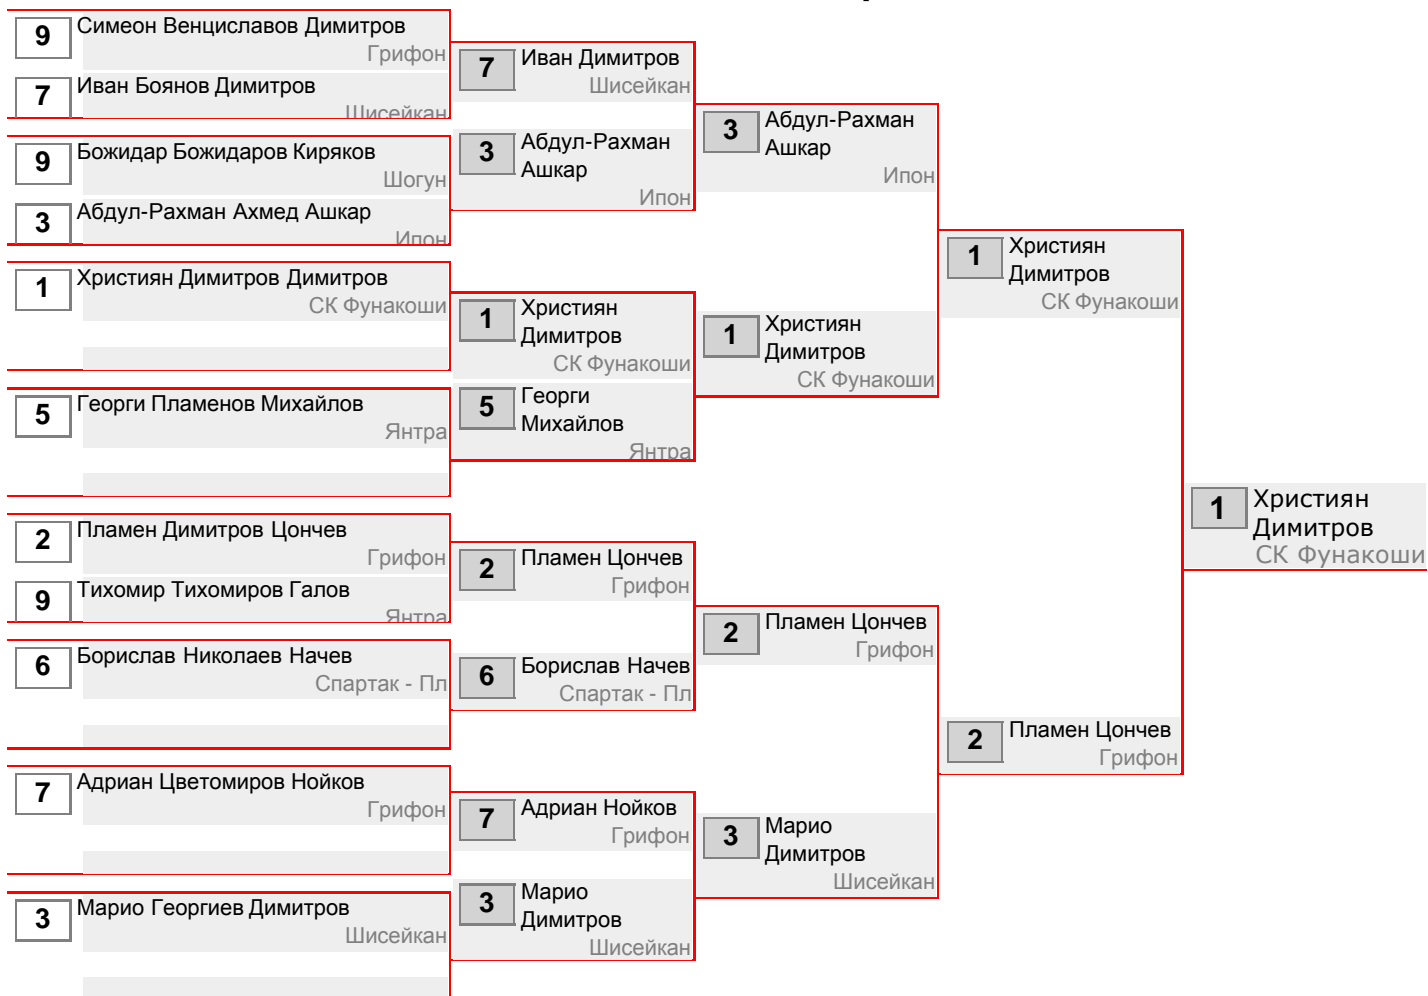 9
Симеон Венциславов Димитров
Грифон
7
Иван Боянов Димитров
Шисейкан
9
Божидар Божидаров Киряков
Шогун
3
Абдул-Рахман Ахмед Ашкар
Ипон
1
Християн Димитров Димитров
СК Фунакоши
5
Георги Пламенов Михайлов
Янтра
2
Пламен Димитров Цончев
Грифон
9
Тихомир Тихомиров Галов
Янтра
6
Борислав Николаев Начев
Спартак - Пл
7
Адриан Цветомиров Нойков
Грифон
3
Марио Георгиев Димитров
Шисейкан
7
Иван Димитров
Шисейкан
3
Абдул-Рахман
Ашкар
Ипон
1
Християн
Димитров
СК Фунакоши
5
Георги
Михайлов
Янтра
2
Пламен Цончев
Грифон
6
Борислав Начев
Спартак - Пл
7
Адриан Нойков
Грифон
3
Марио
Димитров
Шисейкан
3
Абдул-Рахман
Ашкар
Ипон
1
Християн
Димитров
СК Фунакоши
2
Пламен Цончев
Грифон
3
Марио
Димитров
Шисейкан
1
Християн
Димитров
СК Фунакоши
2
Пламен Цончев
Грифон
1
Християн
Димитров
СК Фунакоши